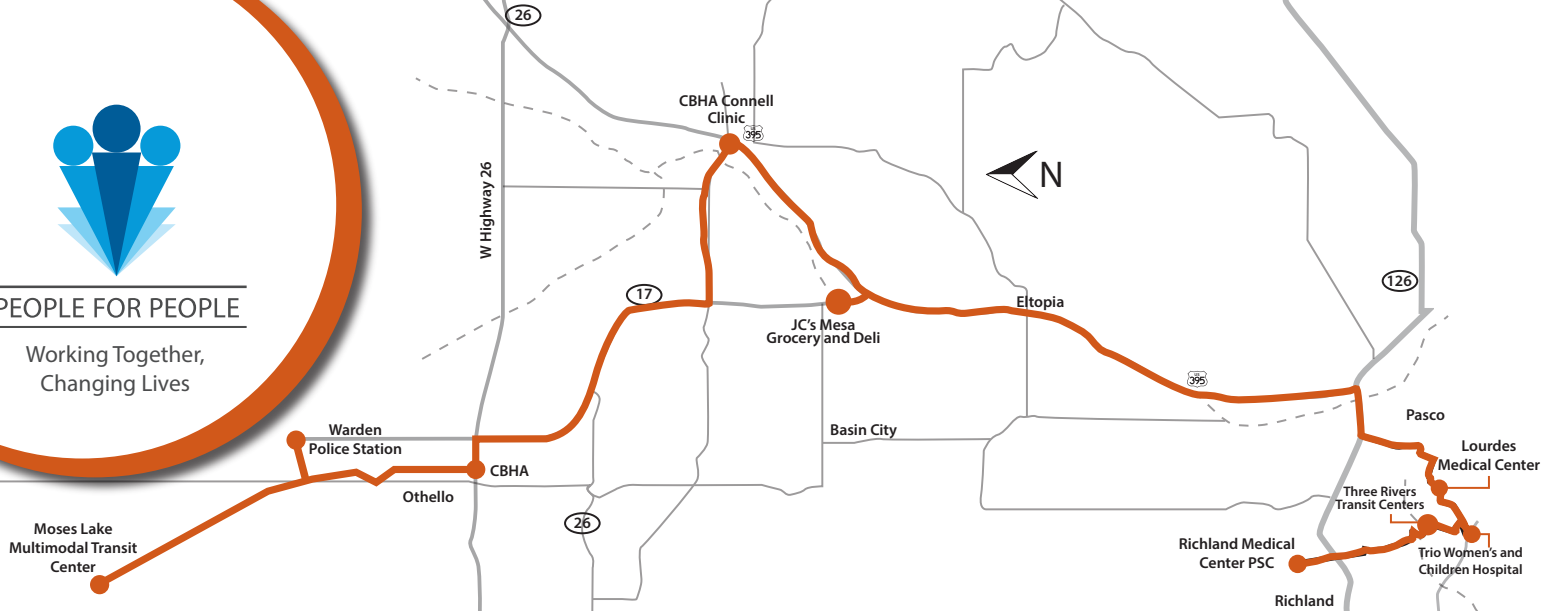 26
CBHA Connell
Clinic
US
395
W Highway 26
N
PEOPLE FOR PEOPLE
Working Together,
Changing Lives
17
126
Eltopia
JC's Mesa
Grocery and Deli
US
395
Warden
Police Station
Basin City
Pasco
CBHA
Othello
Lourdes
Medical Center
Three Rivers
Transit Centers
26
Moses Lake
Multimodal Transit
Center
Richland Medical
Center PSC
Trio Women's and
Children Hospital
Richland